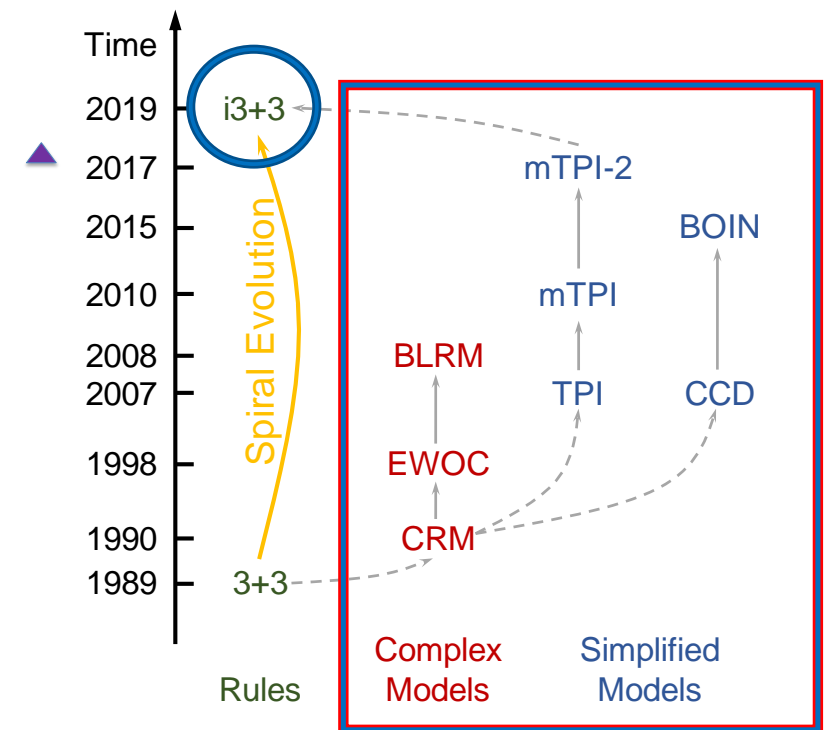 Time
2019
i3+3
2017
mTPI-2
2015
BOIN
2010
mTPI
2008
BLRM
2007
TPI
CCD
Spiral Evolution
1998
EWOC
1990
CRM
1989
3+3
Rules
Complex
Models
Simplified
Models